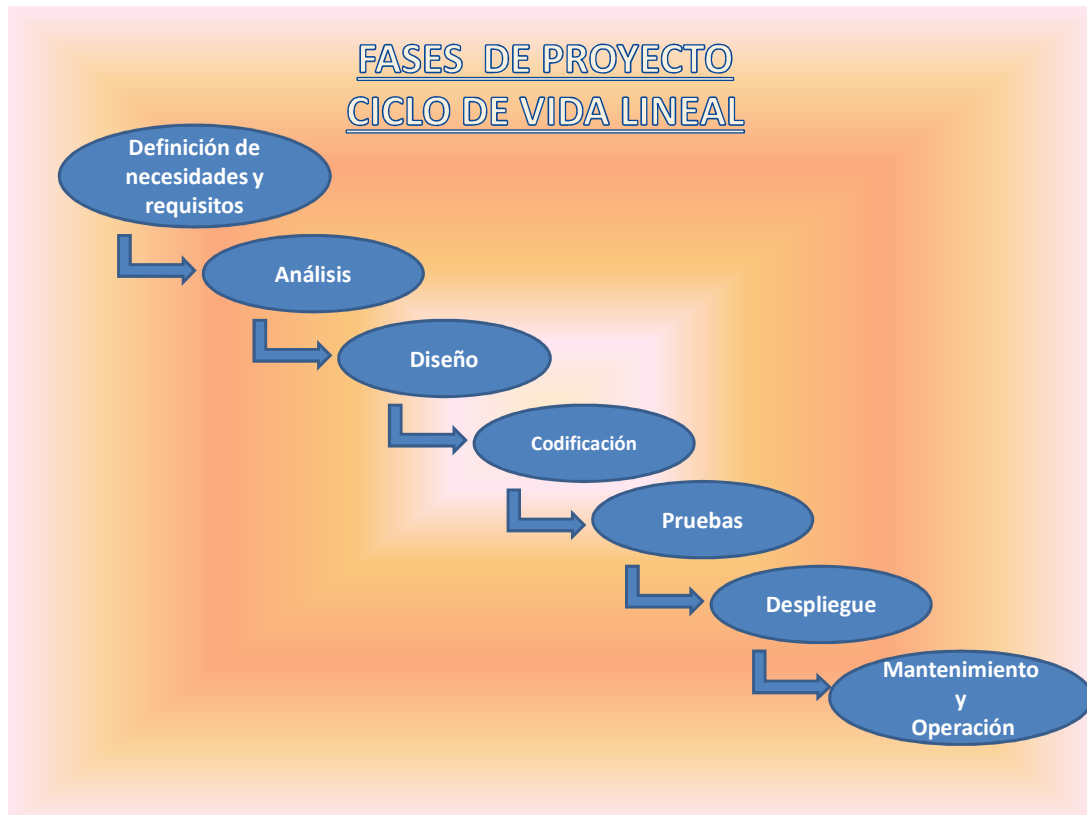 FASES DE PROYECTO
CICLO DE VIDA LINEAL
Definición de
necesidades y
requisitos
Análisis
Diseño
Codificación
Pruebas
Despliegue
Mantenimiento
y
Operación